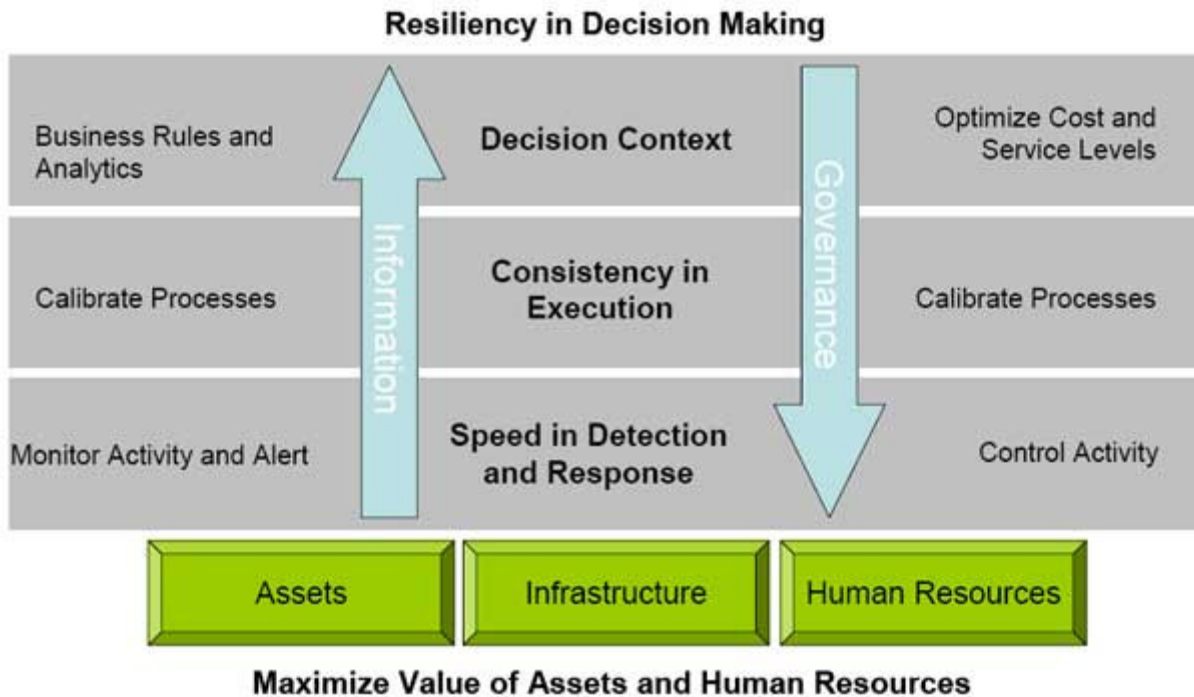 Resiliency in Decision Making
Business Rules and
Analytics
Information
Decision Context
Governance
Optimize Cost and
Service Levels
Calibrate Processes
Consistency in
Execution
Calibrate Processes
Monitor Activity and Alert
Speed in Detection
and Response
Control Activity
Assets
Infrastructure
Human Resources
Maximize Value of Assets and Human Resources